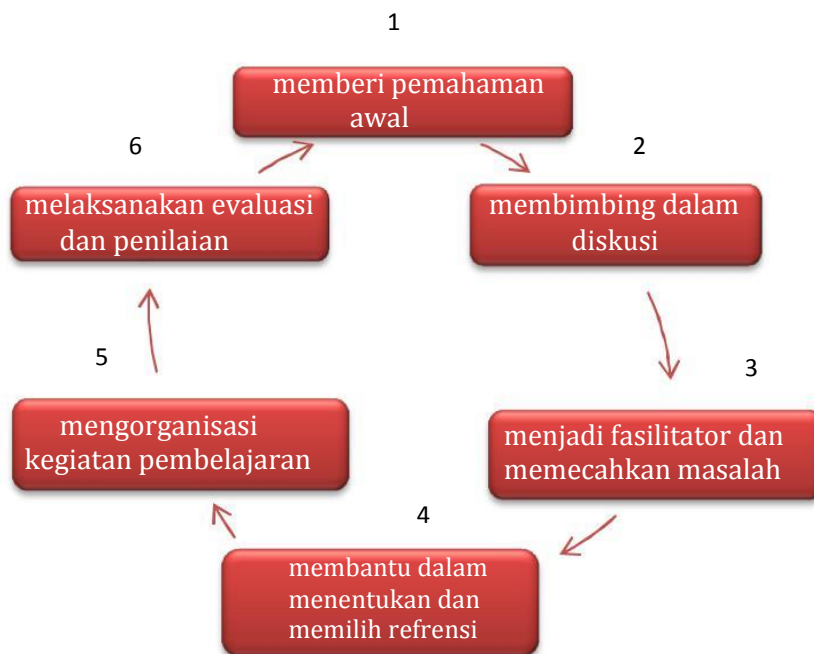 1
memberi pemahaman
awal
2
membimbing dalam
diskusi
3
menjadi fasilitator dan
memecahkan masalah
4
membantu dalam
menentukan dan
memilih refrensi
5
mengorganisasi
kegiatan pembelajaran
6
melaksanakan evaluasi
dan penilaian